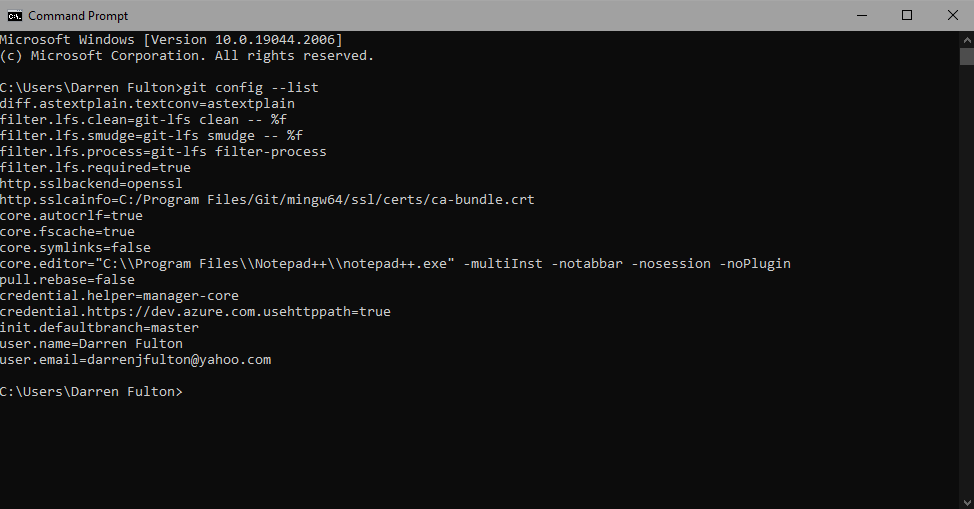 Command Prompt
Microsoft Windows [Version 10.0.19044.2006]
(c) Microsoft Corporation. All rights reserved.
C:\Users\Darren Fulton>git config --list
diff.astextplain.textconv=astextplain
filter.lfs.clean=git-lfs clean -- %f
filter.lfs.smudge=git-lfs smudge -- %f
filter.lfs.process=git-lfs filter-process
filter.lfs.required=true
http.sslbackend=openssl
http.sslcainfo=C:/Program Files/Git/mingw64/ssl/certs/ca-bundle.crt
core.autocrlf=true
core.fscache=true
core.symlinks=false
core.editor="C:\\Program Files\\Notepad++\\notepad++.exe" -multiInst -notabbar -nosession -noPlugin
pull.rebase=false
credential.helper=manager-core
credential.https://dev.azure.com.usehttppath=true
init.defaultbranch=master
user.name=Darren Fulton
user.email=darrenjfulton@yahoo.com
C:\Users\Darren Fulton>